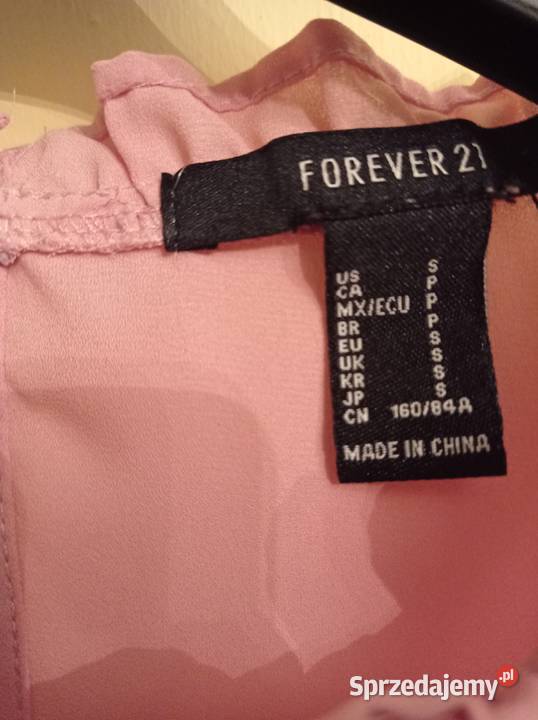 FOREVER 21
US S
CA P
MX/ECU P
BR P
EU S
UK S
KR S
JP S
CN 160/84A
MADE IN CHINA
Sprzedajemy.pl